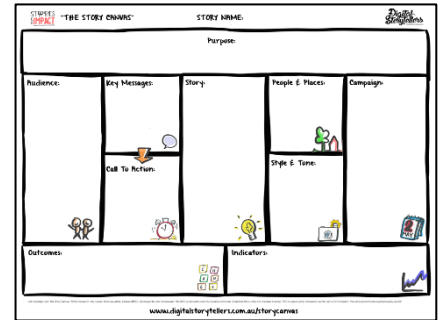 STORIES IMPACT "THE STORY CANVAS" STORY NAME: Digital Storytellers
Purpose:
Audience:
Key Messages:
Story:
People & Places:
Campaign:
Call To Action:
Style & Tone:
Outcomes:
Indicators:
www.digitalstorytellers.com.au/storycanvas